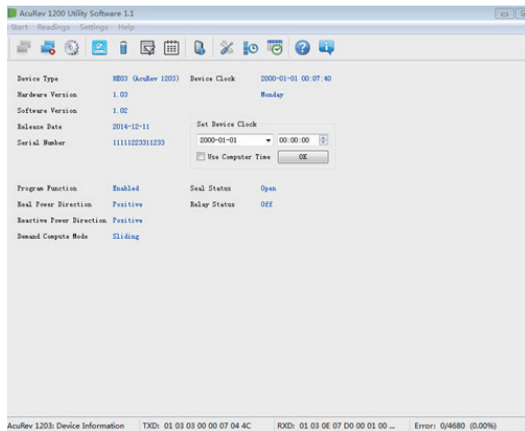 AcuRev 1200 Utility Software 1.1
Start Readings Settings Help
Device Type HE03 (AcuRev 1203) Device Clock 2000-01-01 00:07:40
Hardware Version 1.03 Monday
Software Version 1.02
Release Date 2014-12-11 Set Device Clock
Serial Number 11111223311233 2000-01-01 00:00:00
Use Computer Time OK
Program Function Enabled Seal Status Open
Real Power Direction Positive Relay Status Off
Reactive Power Direction Positive
Demand Compute Mode Sliding
AcuRev 1203: Device Information TXD: 01 03 03 00 00 07 04 4C RXD: 01 03 0E 07 D0 00 01 00 ... Error: 0/4680 (0.00%)